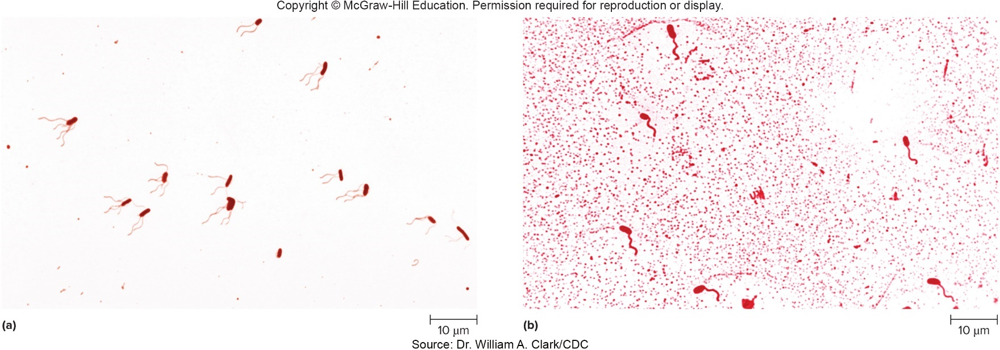 Copyright © McGraw-Hill Education. Permission required for reproduction or display.
(a)
10 µm
(b)
10 µm
Source: Dr. William A. Clark/CDC